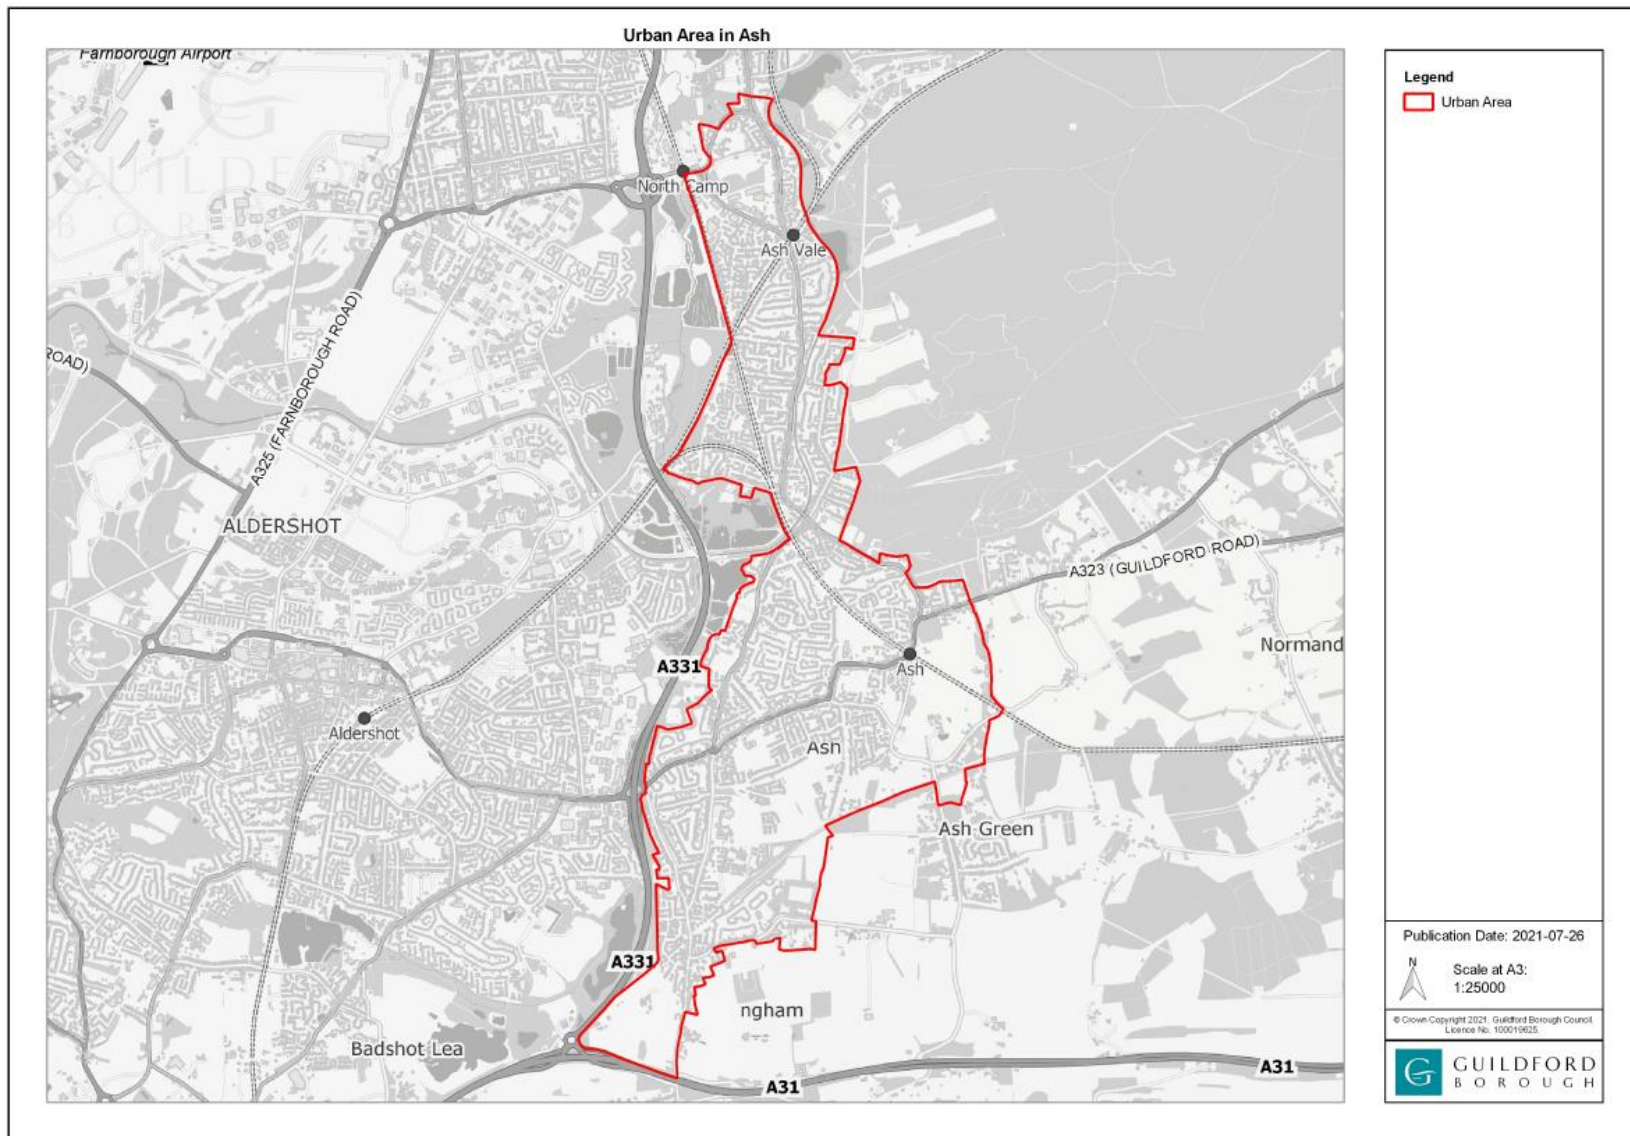 Urban Area in Ash
Farnborough Airport
GUILDFORD
BOR
North Camp
Ash Vale
ROAD)
A325 (FARNBOROUGH ROAD)
ALDERSHOT
A323 (GUILDFORD ROAD)
Normand
A331
Ash
Aldershot
Ash
Ash Green
A331
ngham
Badshot Lea
A31
A31
Legend
Urban Area
Publication Date: 2021-07-26
N
Scale at A3:
1:25000
© Crown Copyright 2021. Guildford Borough Council.
Licence No. 100019625.
GUILDFORD
BOROUGH